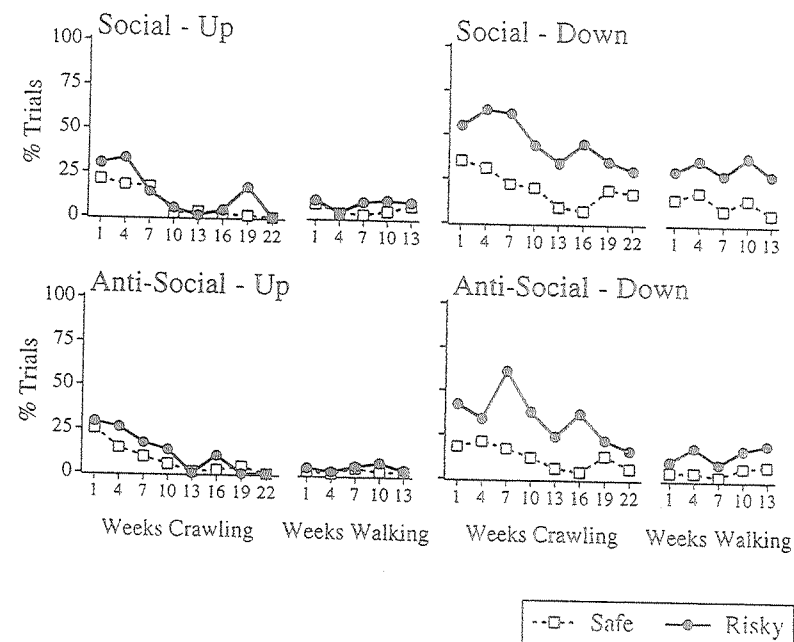 Social - Up
100
75
50
25
0
% Trials
1 4 7 10 13 16 19 22
1 4 7 10 13
Social - Down
1 4 7 10 13 16 19 22
1 4 7 10 13
Anti-Social - Up
100
75
50
25
0
% Trials
1 4 7 10 13 16 19 22
1 4 7 10 13
Weeks Crawling
Weeks Walking
Anti-Social - Down
1 4 7 10 13 16 19 22
1 4 7 10 13
Weeks Crawling
Weeks Walking
Safe
Risky